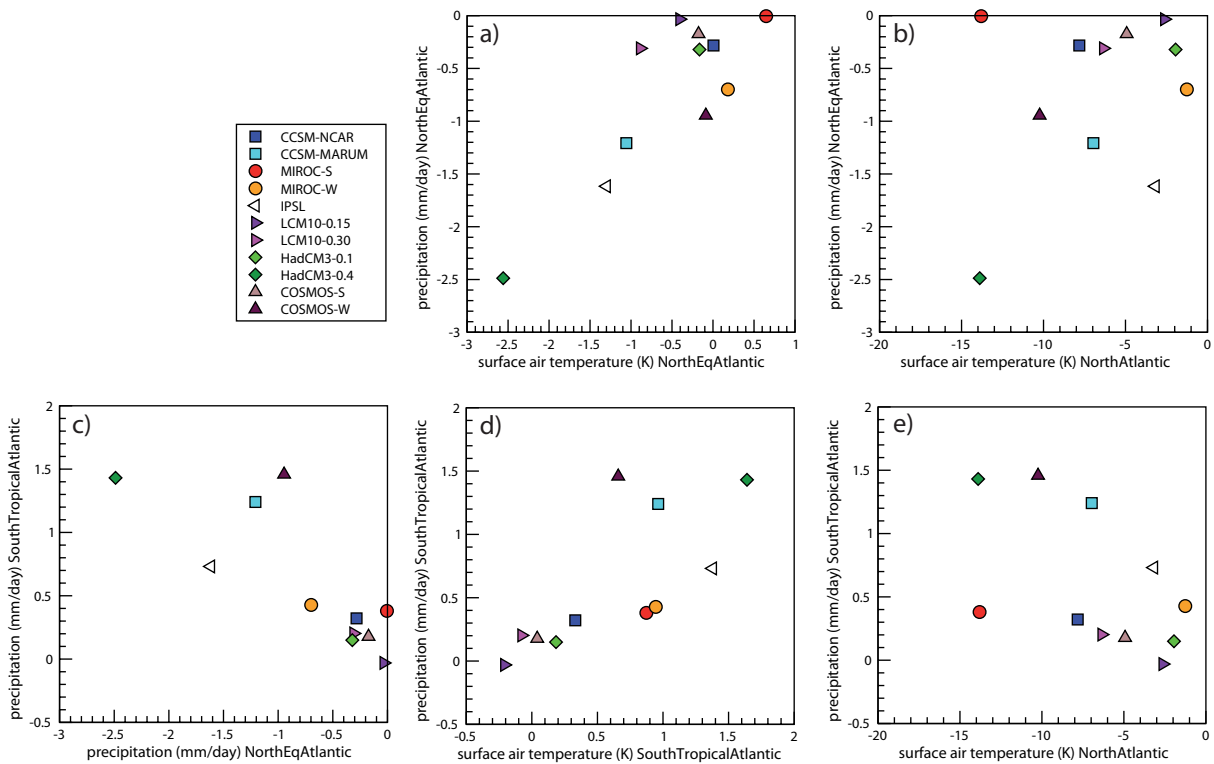 a)
0
-0.5
-1
-1.5
-2
-2.5
-3
precipitation (mm/day) NorthEqAtlantic
-3 -2.5 -2 -1.5 -1 -0.5 0 0.5 1
surface air temperature (K) NorthEqAtlantic
b)
0
-0.5
-1
-1.5
-2
-2.5
-3
precipitation (mm/day) NorthEqAtlantic
-20 -15 -10 -5 0
surface air temperature (K) NorthAtlantic
CCSM-NCAR
CCSM-MARUM
MIROC-S
MIROC-W
IPSL
LCM10-0.15
LCM10-0.30
HadCM3-0.1
HadCM3-0.4
COSMOS-S
COSMOS-W
c)
2
1.5
1
0.5
0
-0.5
precipitation (mm/day) SouthTropicalAtlantic
-3 -2.5 -2 -1.5 -1 -0.5 0
precipitation (mm/day) NorthEqAtlantic
d)
2
1.5
1
0.5
0
-0.5
precipitation (mm/day) SouthTropicalAtlantic
-0.5 0 0.5 1 1.5 2
surface air temperature (K) SouthTropicalAtlantic
e)
2
1.5
1
0.5
0
-0.5
precipitation (mm/day) SouthTropicalAtlantic
-20 -15 -10 -5 0
surface air temperature (K) NorthAtlantic